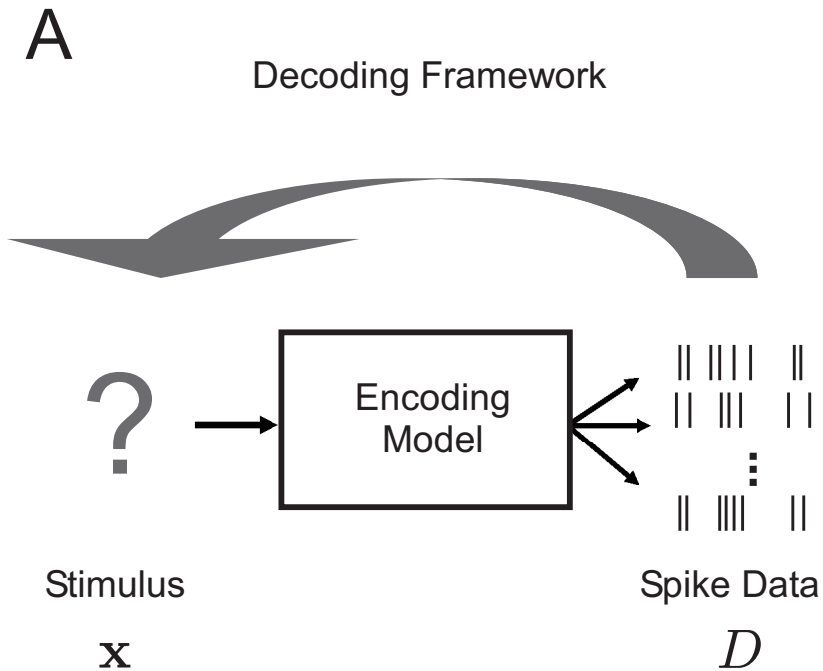 A
Decoding Framework
?
Encoding
Model
Stimulus
Spike Data
x
D